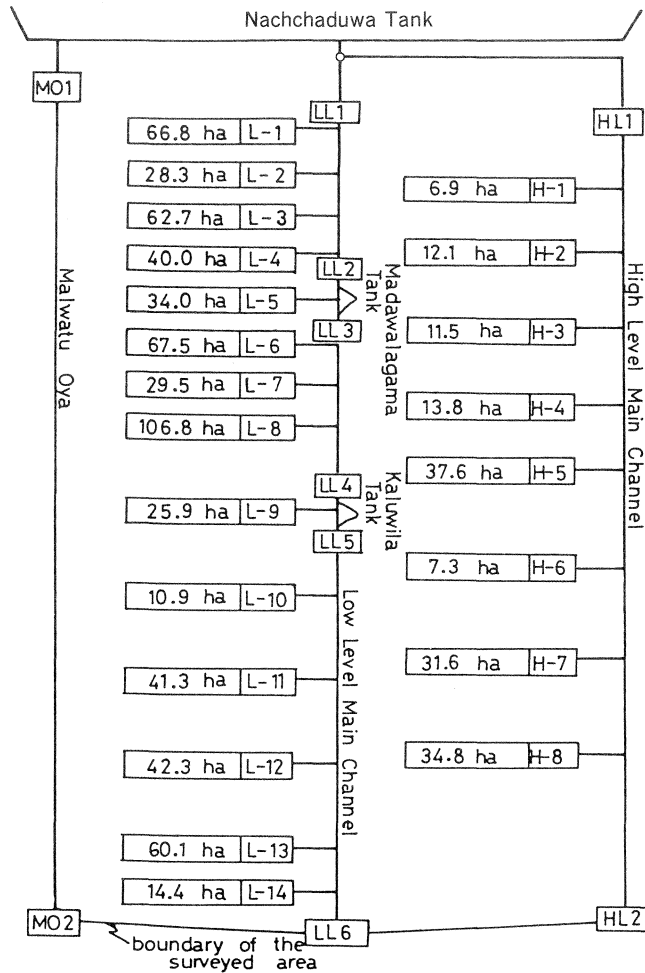 Nachchaduwa Tank
MO1
Malwatu Oya
MO2
LL1
66.8 ha L-1
28.3 ha L-2
62.7 ha L-3
40.0 ha L-4
LL2
34.0 ha L-5
Madawalagama
Tank
LL3
67.5 ha L-6
29.5 ha L-7
106.8 ha L-8
LL4
25.9 ha L-9
Kaluwila
Tank
LL5
10.9 ha L-10
41.3 ha L-11
42.3 ha L-12
60.1 ha L-13
14.4 ha L-14
Low Level Main Channel
LL6
HL1
6.9 ha H-1
12.1 ha H-2
11.5 ha H-3
13.8 ha H-4
37.6 ha H-5
7.3 ha H-6
31.6 ha H-7
34.8 ha H-8
High Level Main Channel
HL2
boundary of the
surveyed area